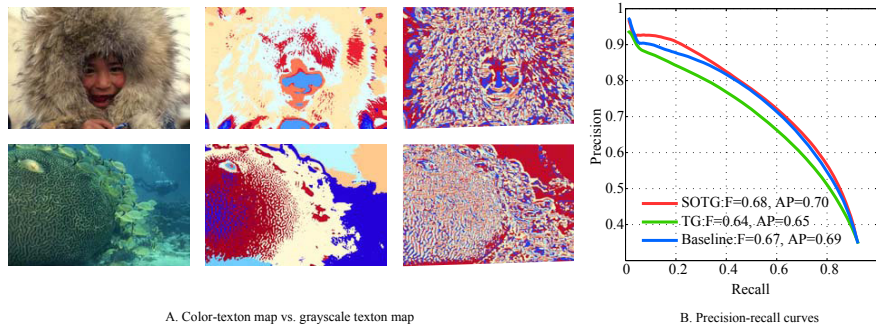 1
0.9
0.8
0.7
0.6
0.5
0.4
Precision
SOTG:F=0.68, AP=0.70
TG:F=0.64, AP=0.65
Baseline:F=0.67, AP=0.69
0 0.2 0.4 0.6 0.8 1
Recall
A. Color-texton map vs. grayscale texton map
B. Precision-recall curves